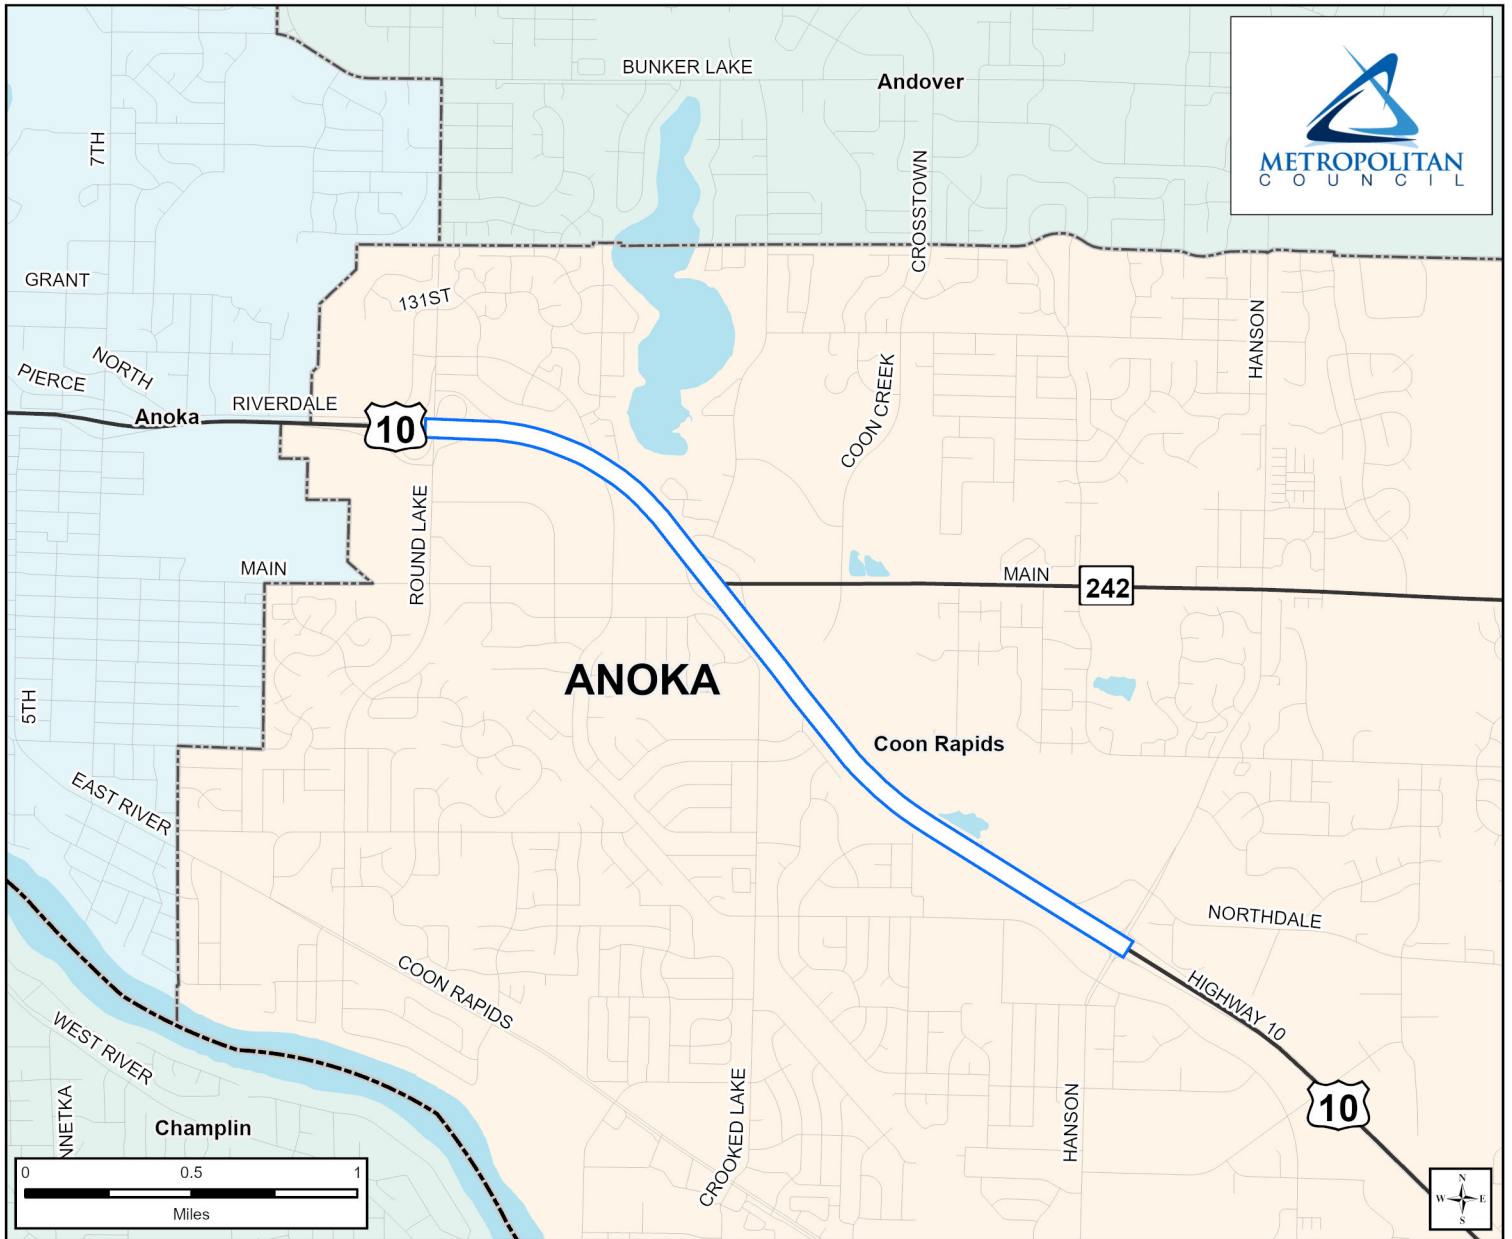 BUNKER LAKE
Andover
METROPOLITAN
COUNCIL
7TH
CROSSTOWN
GRANT
131ST
HANSON
NORTH
PIERCE
RIVERDALE
Anoka
10
COON CREEK
ROUND LAKE
MAIN
MAIN
242
ANOKA
5TH
Coon Rapids
EAST RIVER
NORTHDALE
COON RAPIDS
HIGHWAY 10
WEST RIVER
NNETKA
Champlin
CROOKED LAKE
HANSON
10
0 0.5 1
Miles
N
W E
S